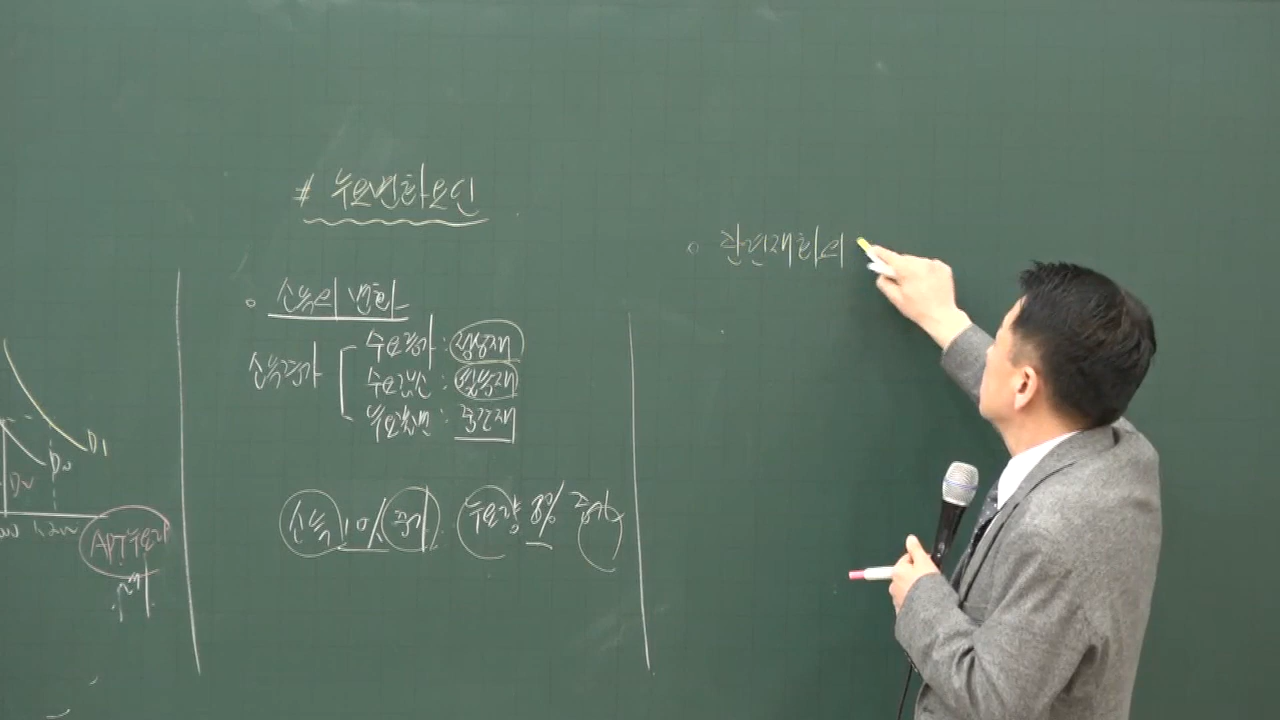 # 수요변화요인
○ 소득의 변화
소득증가
수요증가 : 정상재
수요감소 : 열등재
수요불변 : 중간재
소득 10% 증가 : 수요량 8% 증가
○ 관련재화의
D1
D0
APT수요량